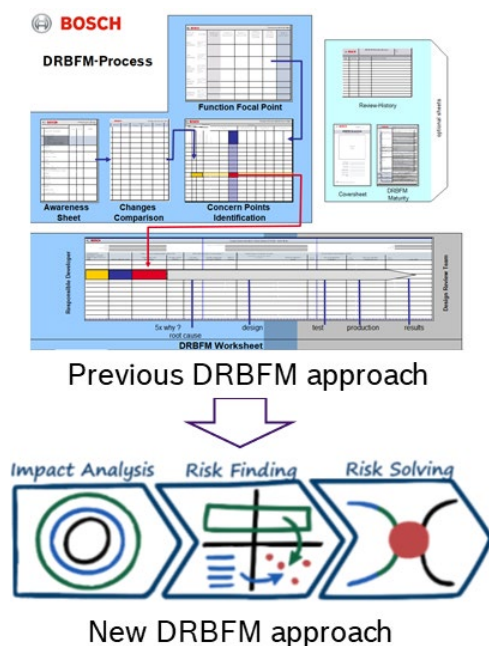 BOSCH
DRBFM-Process
Function Focal Point
Review-History
optional sheets
Coversheet
DRBFM
Maturity
Awareness
Sheet
Changes
Comparison
Concern Points
Identification
Responsible Developer
Design Review Team
5x why ?
root cause
design
test
production
results
DRBFM Worksheet
Previous DRBFM approach
Impact Analysis
Risk Finding
Risk Solving
New DRBFM approach